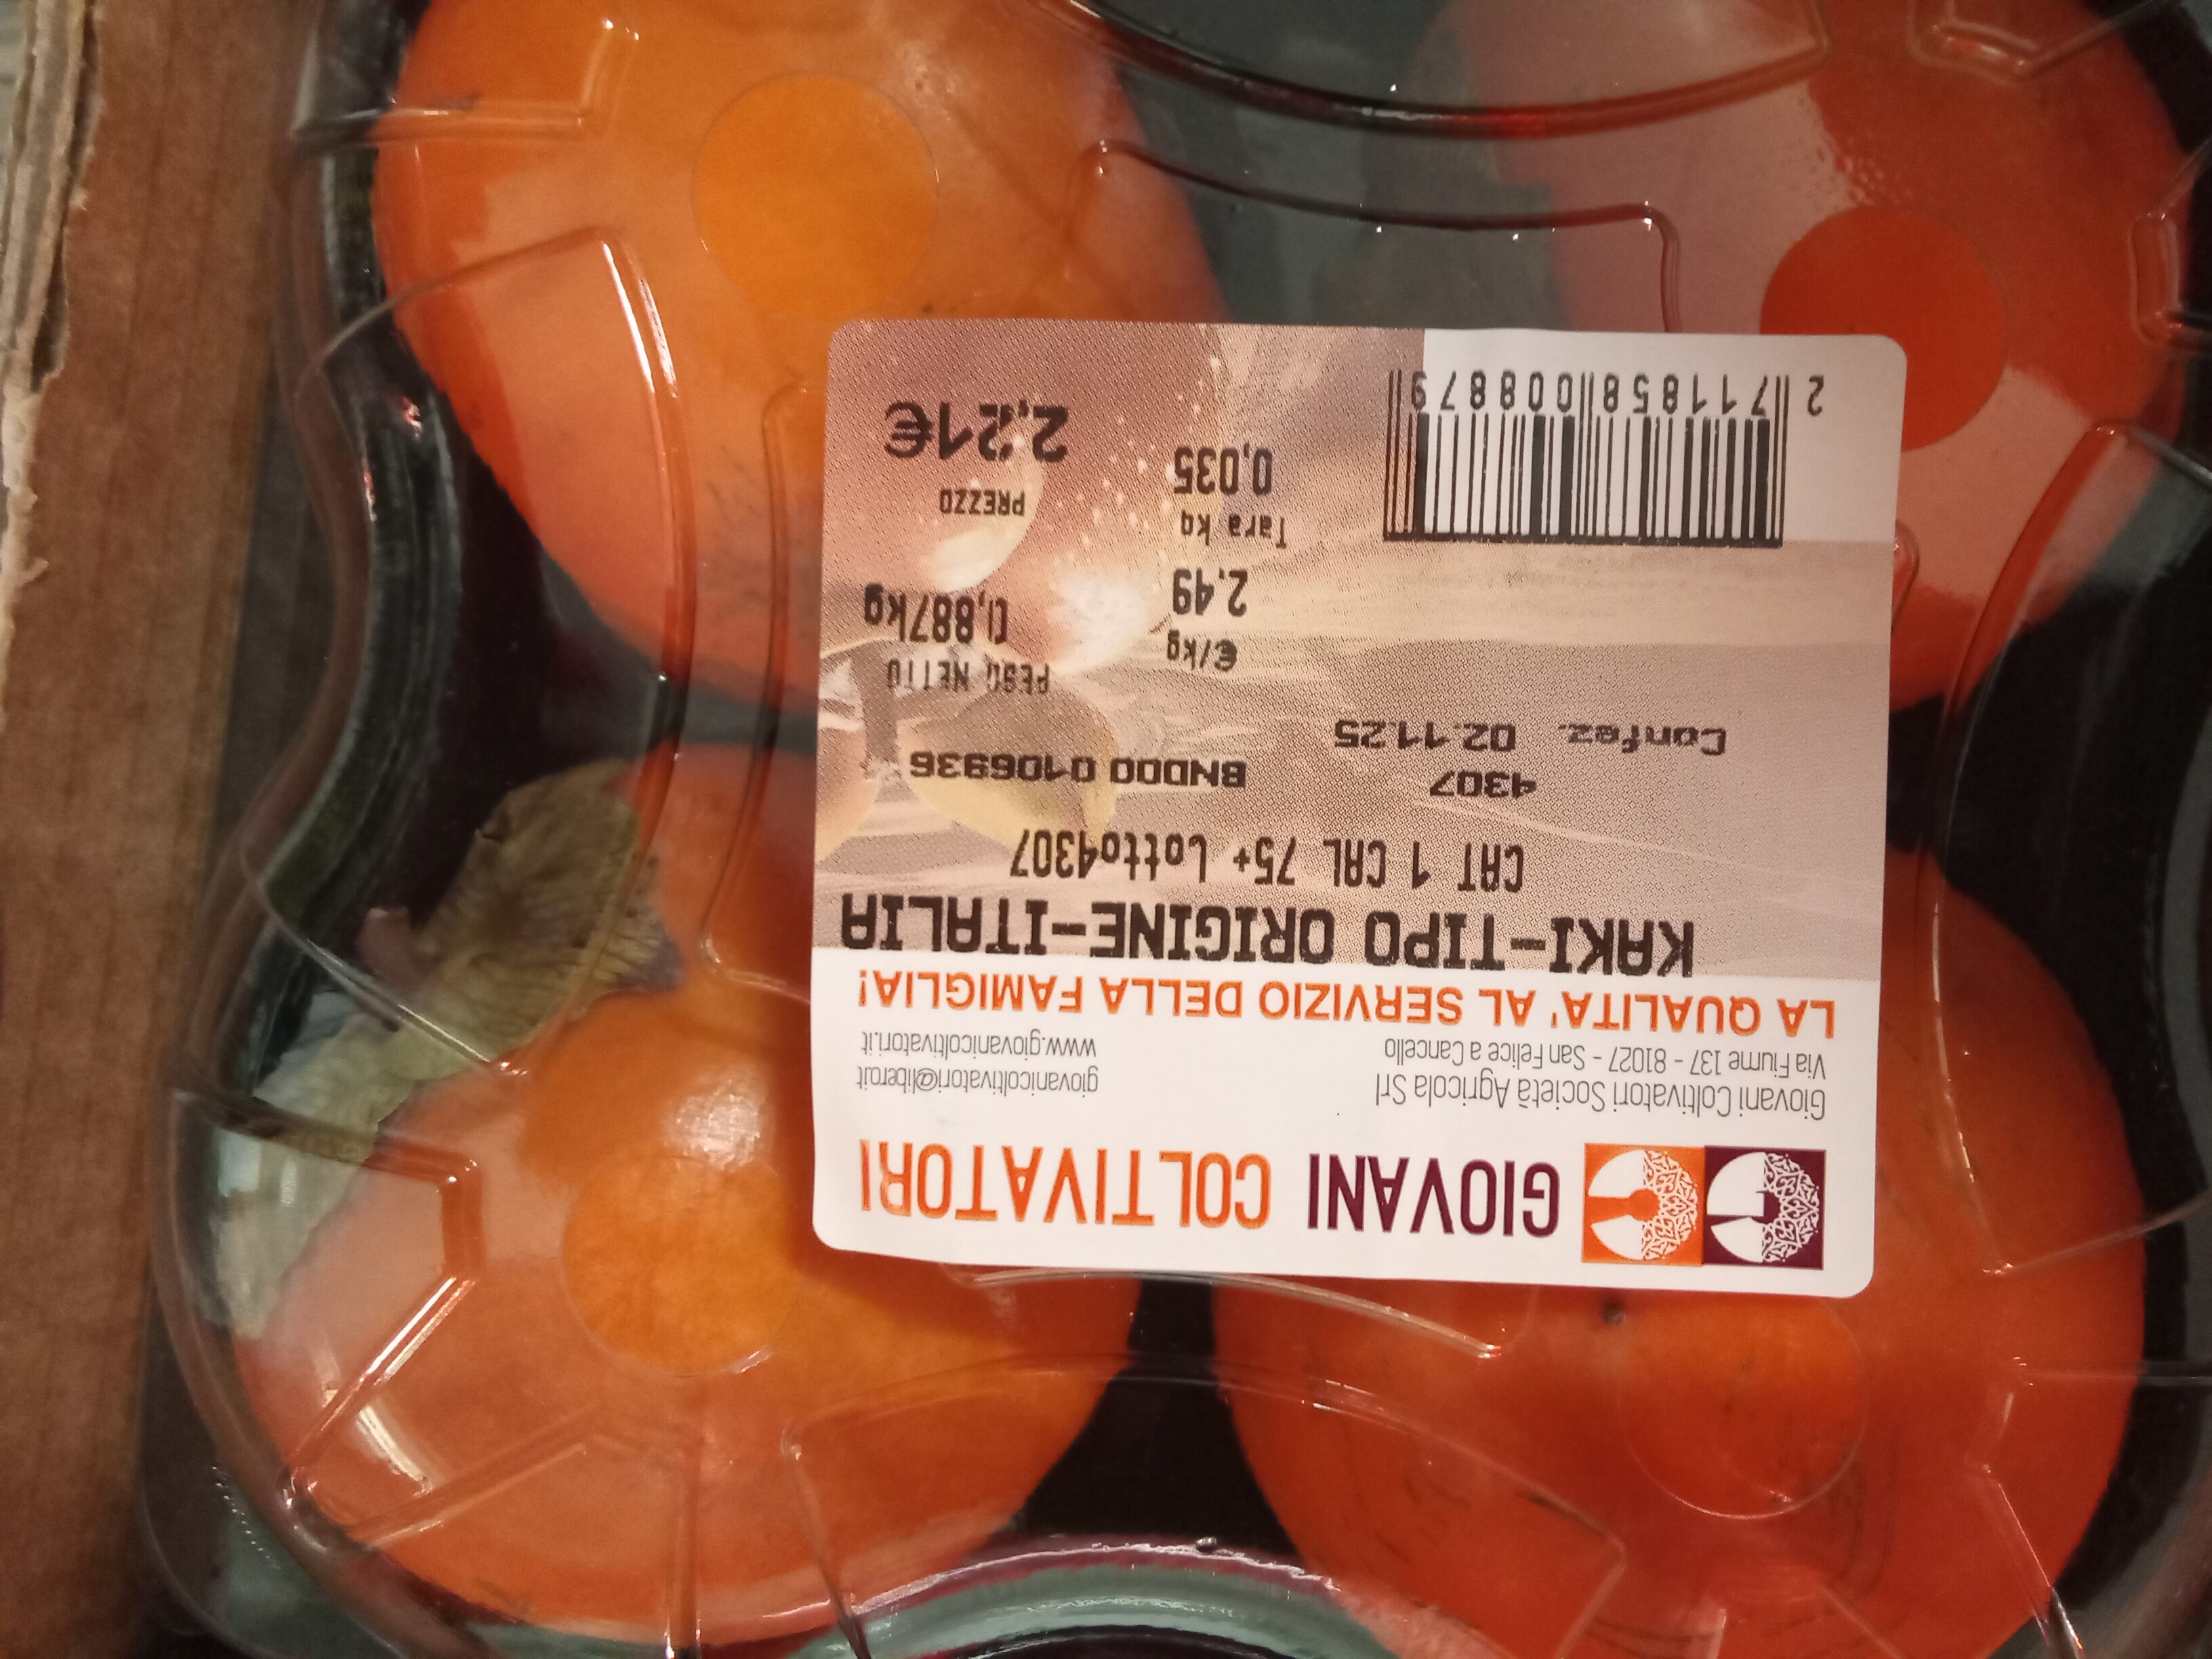 GIOVANI COLTIVATORI
Giovani Coltivatori Società Agricola Srl
Via Fiume 137 - 81027 - San Felice a Cancello
giovanicoltivatori@libero.it
www.giovanicoltivatori.it
LA QUALITA' AL SERVIZIO DELLA FAMIGLIA!
KAKI-TIPO ORIGINE-ITALIA
CAT 1 CAL 75+ Lotto4307
4307
BND00 0106936
Confez. 02.11.25
€/kg
2.49
PESO NETTO
0,887kg
Tara kg
0,035
PREZZO
2,21€
2 711858 008879